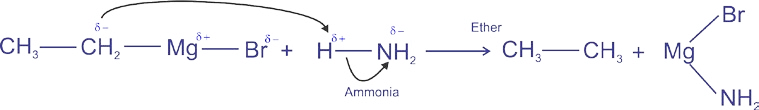 CH₃ — CH₂^δ− — Mg^δ+ — Br^δ− + H^δ+ — NH₂^δ− Ether CH₃ — CH₃ + Mg Br NH₂
Ammonia